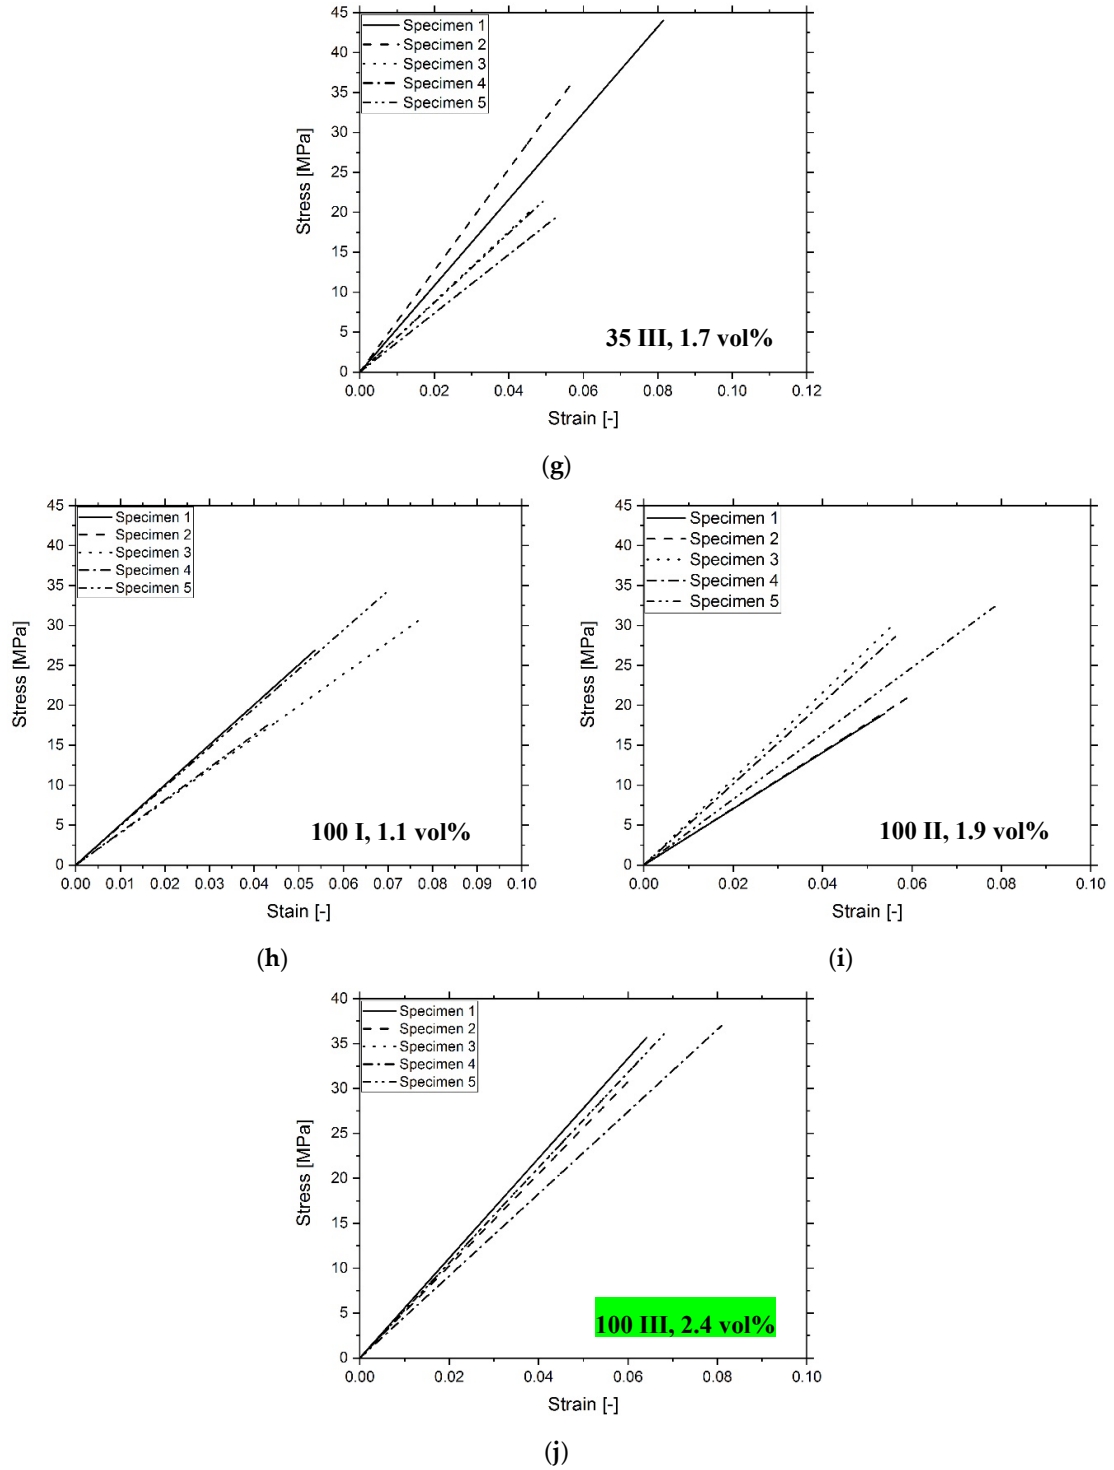 45
40
35
30
25
20
15
10
5
0
Stress [MPa]
Specimen 1
Specimen 2
Specimen 3
Specimen 4
Specimen 5
35 III, 1.7 vol%
0.00 0.02 0.04 0.06 0.08 0.10 0.12
Strain [-]
(g)
45
40
35
30
25
20
15
10
5
0
Stress [MPa]
Specimen 1
Specimen 2
Specimen 3
Specimen 4
Specimen 5
100 I, 1.1 vol%
0.00 0.01 0.02 0.03 0.04 0.05 0.06 0.07 0.08 0.09 0.10
Stain [-]
(h)
45
40
35
30
25
20
15
10
5
0
Stress [MPa]
Specimen 1
Specimen 2
Specimen 3
Specimen 4
Specimen 5
100 II, 1.9 vol%
0.00 0.02 0.04 0.06 0.08 0.10
Strain [-]
(i)
40
35
30
25
20
15
10
5
0
Stress [MPa]
Specimen 1
Specimen 2
Specimen 3
Specimen 4
Specimen 5
100 III, 2.4 vol%
0.00 0.02 0.04 0.06 0.08 0.10
Strain [-]
(j)